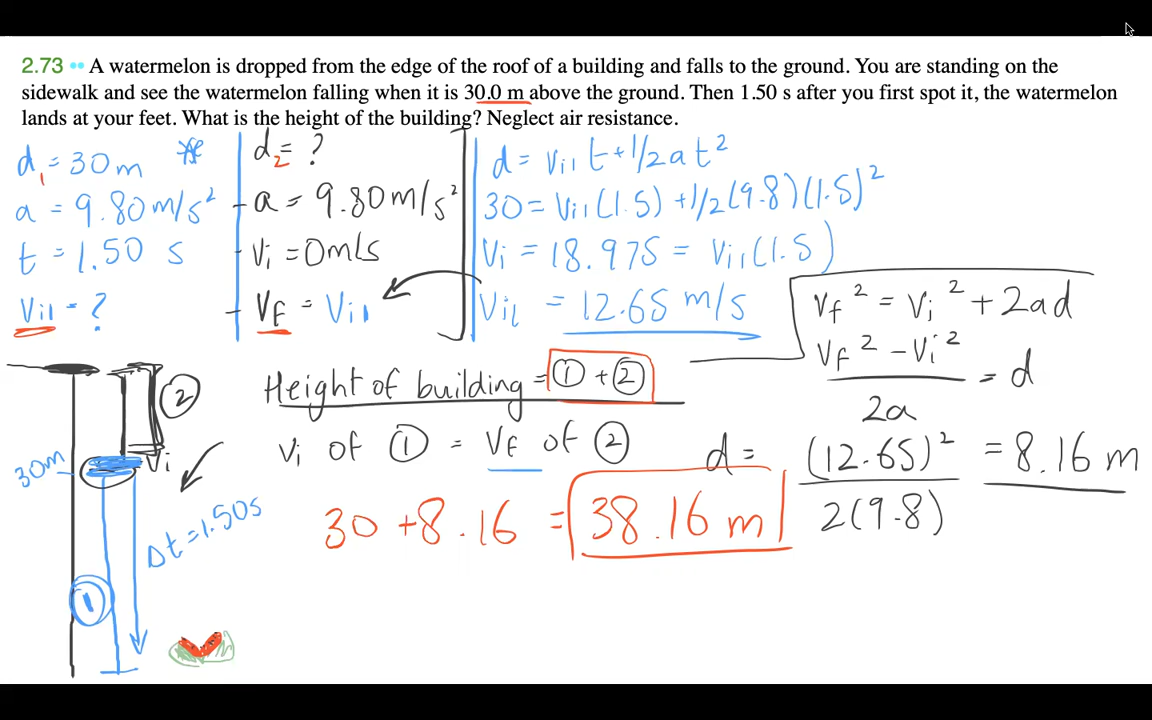 2.73 •• A watermelon is dropped from the edge of the roof of a building and falls to the ground. You are standing on the
sidewalk and see the watermelon falling when it is 30.0 m above the ground. Then 1.50 s after you first spot it, the watermelon
lands at your feet. What is the height of the building? Neglect air resistance.
d₁ = 30m
a = 9.80m/s²
t = 1.50 s
Vi1 = ?
d₂ = ?
- a = 9.80m/s²
- Vi = 0m/s
- VF = Vi1
d = Vi1 t + 1/2 a t²
30 = Vi1 (1.5) + 1/2 (9.8)(1.5)²
Vi = 18.975 = Vi1 (1.5)
Vi1 = 12.65 m/s
Vf² = Vi² + 2ad
VF² - Vi² / 2a = d
Height of building = ① + ②
Vi of ① = VF of ②
d = (12.65)² / 2(9.8) = 8.16 m
30 + 8.16 = 38.16 m
②
30m
Vi
Δt = 1.50s
①